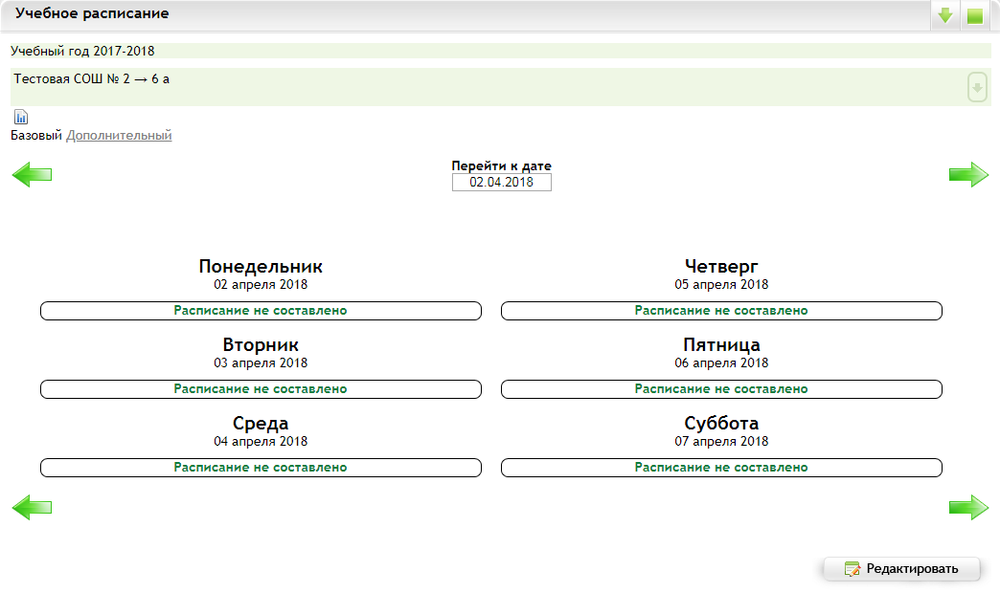 Учебное расписание
Учебный год 2017-2018
Тестовая СОШ № 2 → 6 а
Базовый Дополнительный
Перейти к дате
02.04.2018
Понедельник
02 апреля 2018
Расписание не составлено
Вторник
03 апреля 2018
Расписание не составлено
Среда
04 апреля 2018
Расписание не составлено
Четверг
05 апреля 2018
Расписание не составлено
Пятница
06 апреля 2018
Расписание не составлено
Суббота
07 апреля 2018
Расписание не составлено
Редактировать